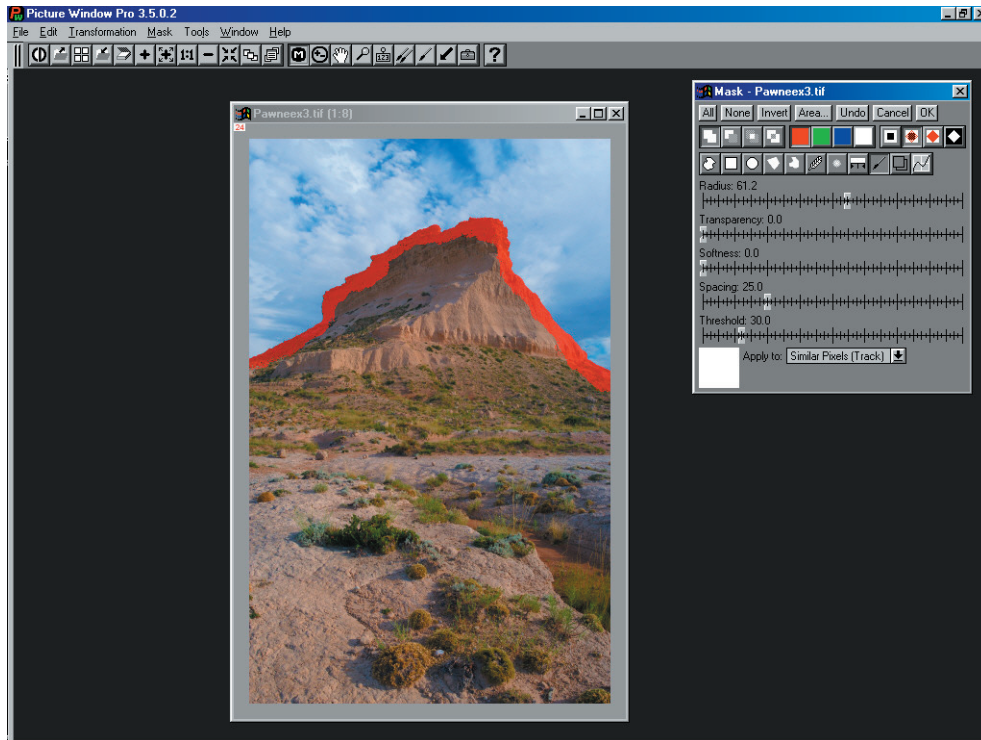 Picture Window Pro 3.5.0.2
File Edit Transformation Mask Tools Window Help
1:1 123 ?
Pawneex3.tif (1:8)
24
Mask - Pawneex3.tif
All None Invert Area... Undo Cancel OK
Radius: 61.2
Transparency: 0.0
Softness: 0.0
Spacing: 25.0
Threshold: 30.0
Apply to: Similar Pixels (Track)